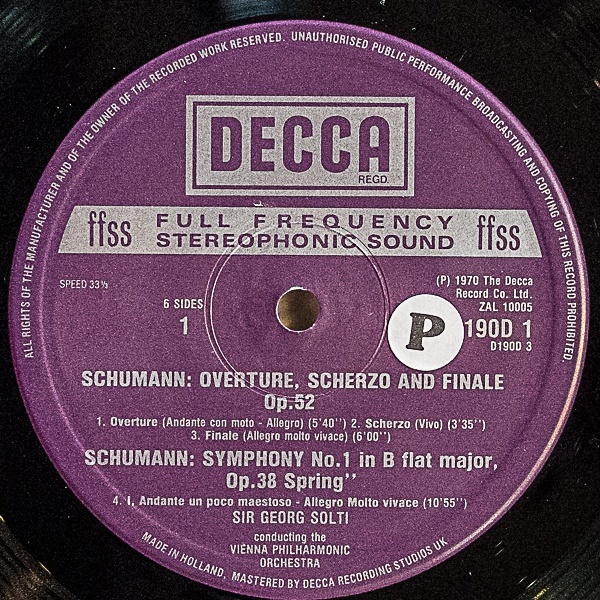 ALL RIGHTS OF THE MANUFACTURER AND OF THE OWNER OF THE RECORDED WORK RESERVED. UNAUTHORISED PUBLIC PERFORMANCE BROADCASTING AND COPYING OF THIS RECORD PROHIBITED.
DECCA
REGD.
ffss FULL FREQUENCY STEREOPHONIC SOUND ffss
SPEED 33⅓
(P) 1970 The Decca
Record Co. Ltd.
ZAL 10005
6 SIDES
1
P
190D 1
D190D 3
SCHUMANN: OVERTURE, SCHERZO AND FINALE
Op.52
1. Overture (Andante con moto - Allegro) (5'40'') 2. Scherzo (Vivo) (3'35'')
3. Finale (Allegro molto vivace) (6'00'')
SCHUMANN: SYMPHONY No.1 in B flat major,
Op.38 Spring''
4. I, Andante un poco maestoso - Allegro Molto vivace (10'55'')
SIR GEORG SOLTI
conducting the
VIENNA PHILHARMONIC
ORCHESTRA
MADE IN HOLLAND, MASTERED BY DECCA RECORDING STUDIOS UK